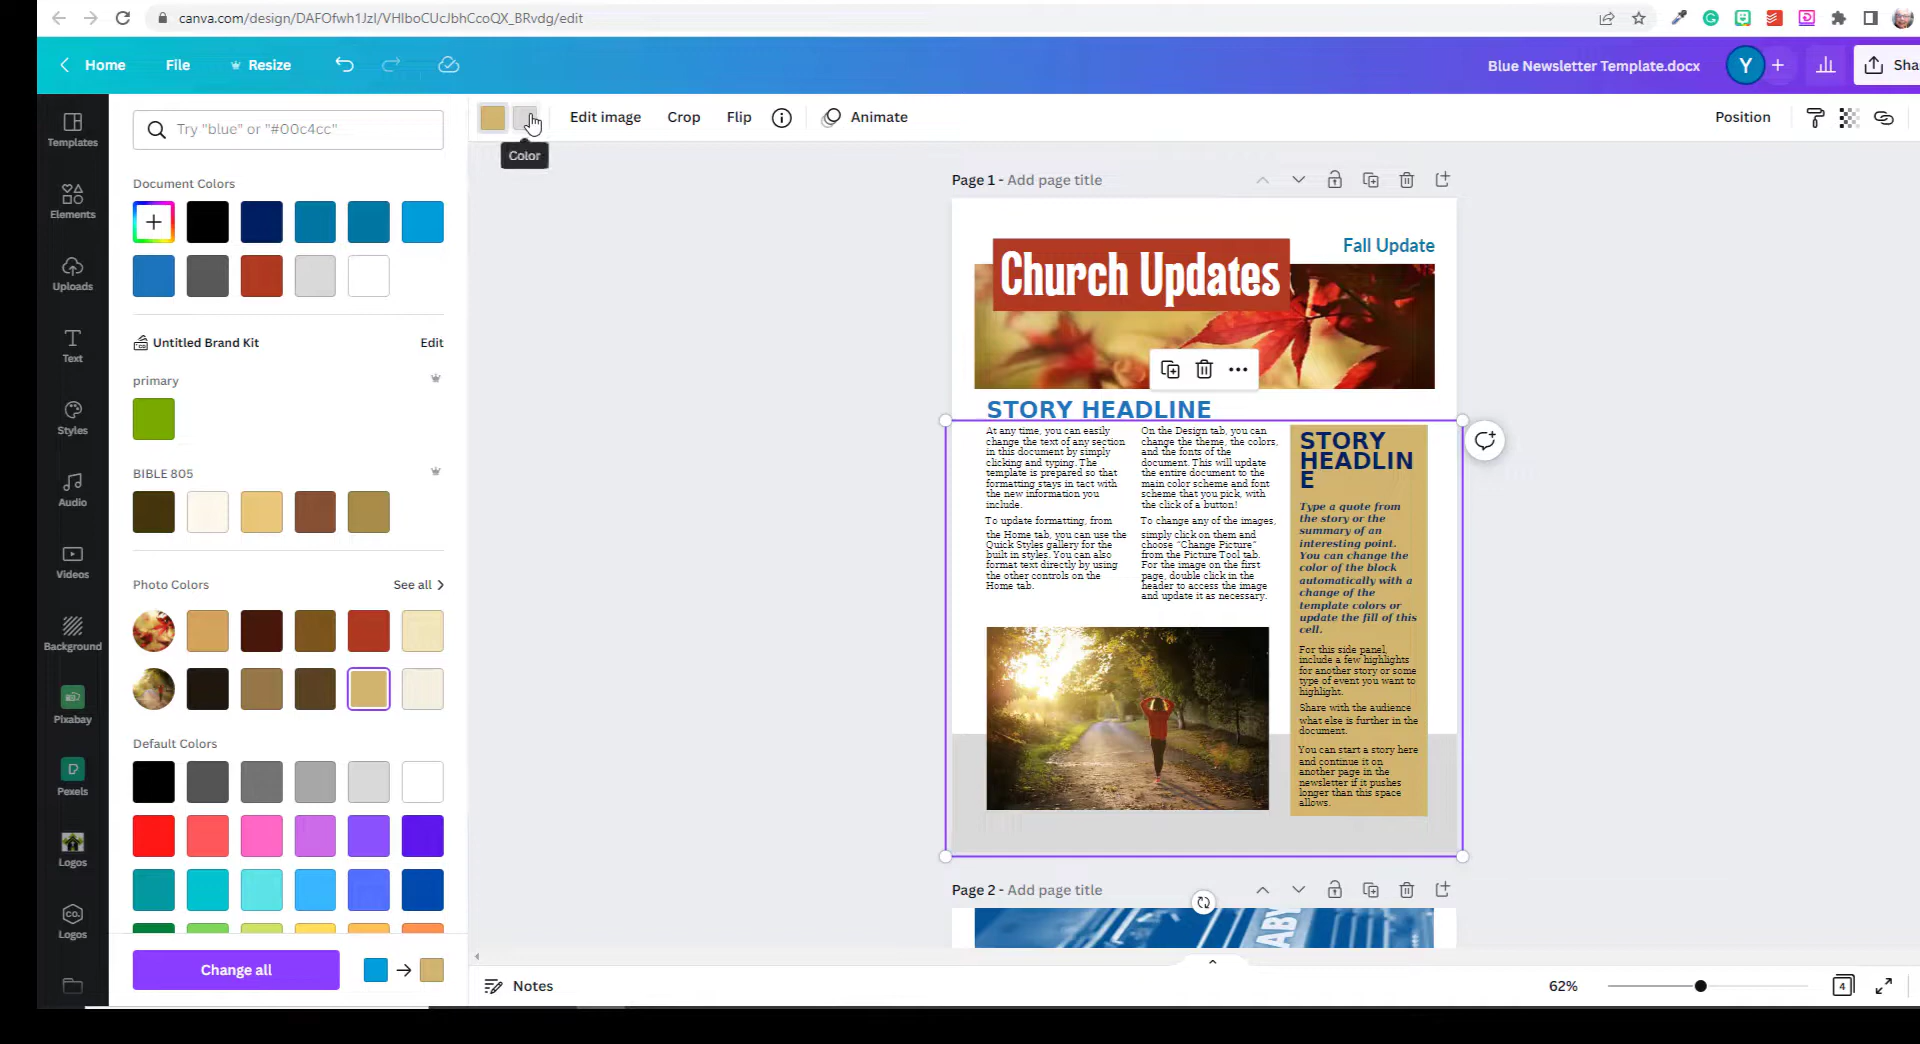 canva.com/design/DAFOfwh1JzI/VHIboCUcJbhCcoQX_BRvdg/edit
Home
File
Resize
Blue Newsletter Template.docx
Y
Templates
Elements
Uploads
Text
Styles
Audio
Videos
Background
Pixabay
Pexels
Logos
CO.
Logos
Try "blue" or "#00c4cc"
Document Colors
Untitled Brand Kit
Edit
primary
BIBLE 805
Photo Colors
See all
Default Colors
Change all
Edit image
Crop
Flip
Animate
Position
Color
Page 1 - Add page title
Fall Update
Church Updates
STORY HEADLINE
At any time, you can easily
change the text of any section
in this document by simply
clicking and typing. The
template is prepared so that
formatting stays in tact with
the new information you
include.
To update formatting, from
the Home tab, you can use the
Quick Styles gallery for the
built in styles. You can also
format text directly by using
the other controls on the
Home tab.
On the Design tab, you can
change the theme, the colors,
and the fonts of the
document. This will update
the entire document to the
main color scheme and font
scheme that you pick, with
the click of a button!
To change any of the images,
simply click on them and
choose "Change Picture"
from the Picture Tool tab.
For the image on the first
page, double click in the
header to access the image
and update it as necessary.
STORY
HEADLIN
E
Type a quote from
the story or the
summary of an
interesting point.
You can change the
color of the block
automatically with a
change of the
template colors or
update the fill of this
cell.
For this side panel,
include a few highlights
for another story or some
type of event you want to
highlight.
Share with the audience
what else is further in the
document.
You can start a story here
and continue it on
another page in the
newsletter if it pushes
longer than this space
allows.
Page 2 - Add page title
ABY
Notes
62%
4